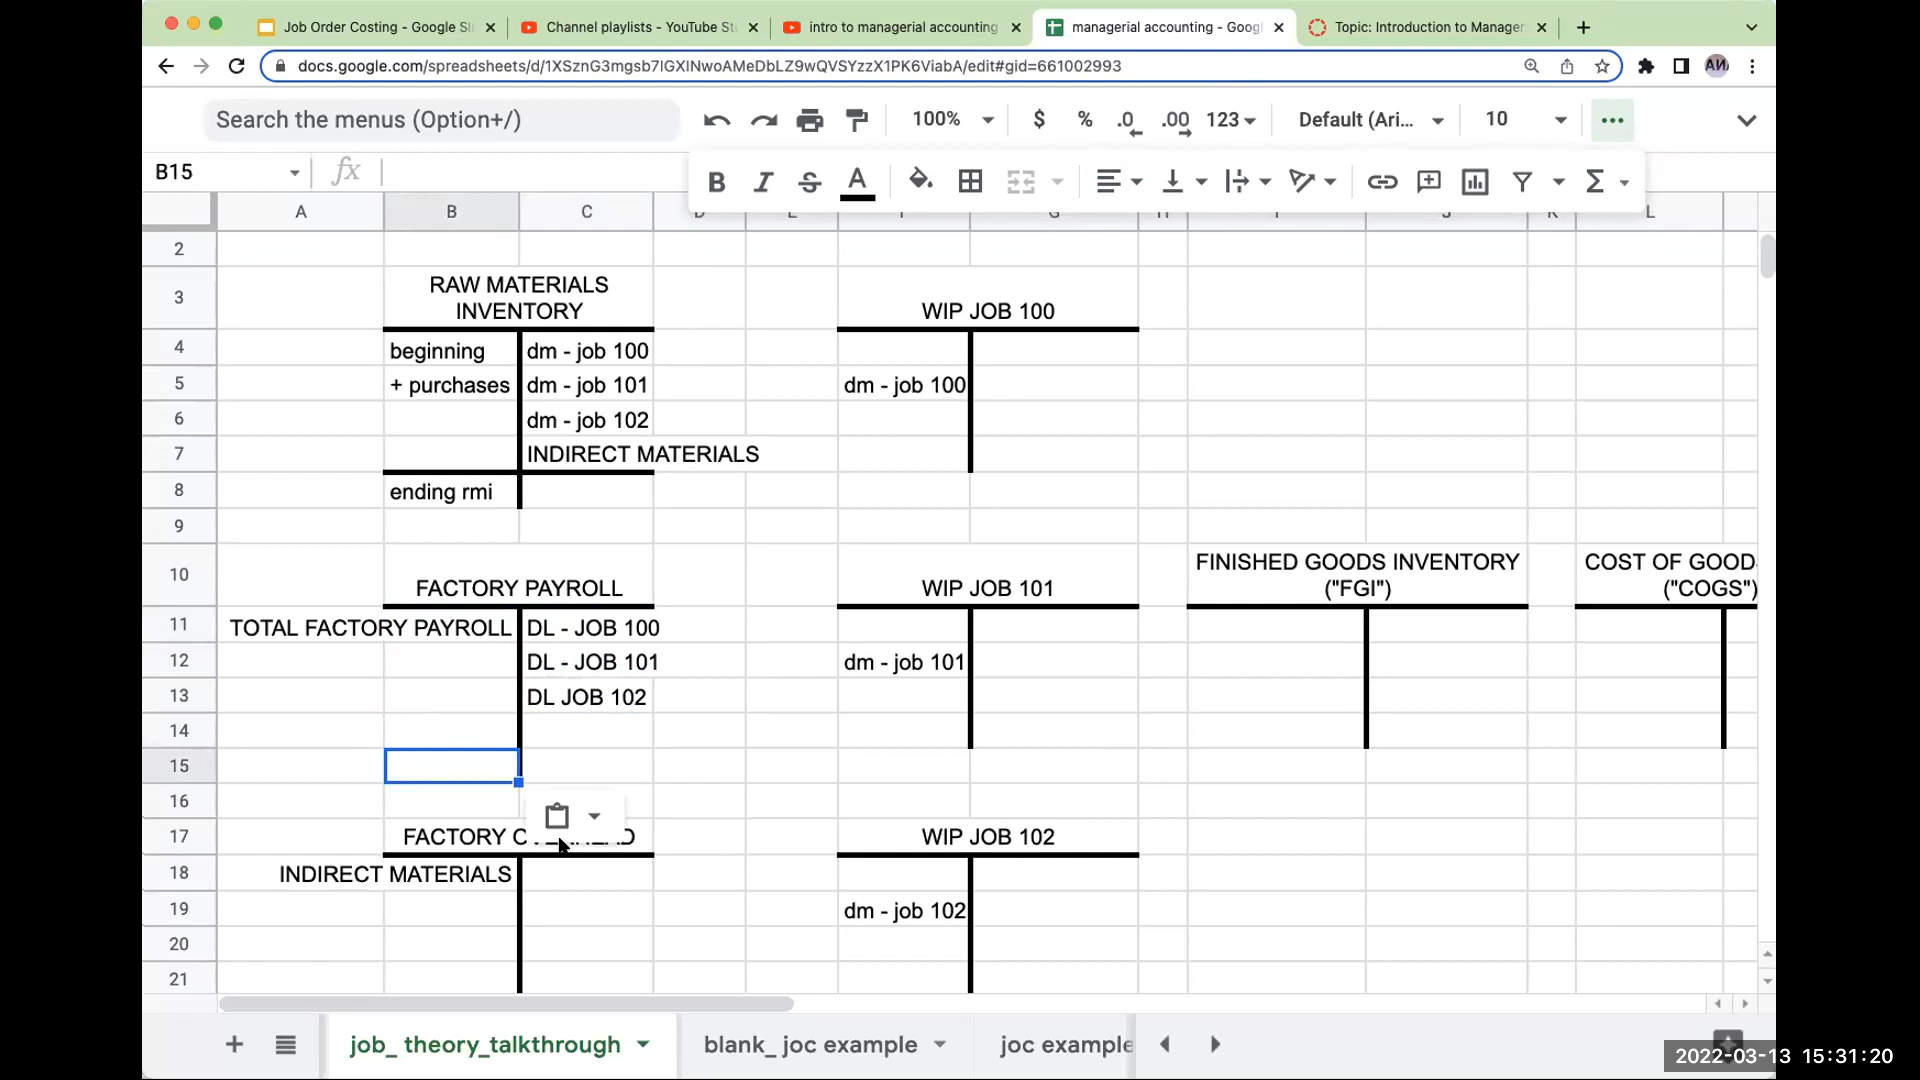 Job Order Costing - Google Sli
Channel playlists - YouTube St
intro to managerial accounting
managerial accounting - Googl
Topic: Introduction to Manager
docs.google.com/spreadsheets/d/1XSznG3mgsb7lGXINwoAMeDbLZ9wQVSYzzX1PK6ViabA/edit#gid=661002993
Search the menus (Option+/)
100%
$ % .0 .00 123
Default (Ari...
10
B15
fx
B I S A
A B C
2
RAW MATERIALS
INVENTORY
3
WIP JOB 100
4 beginning dm - job 100
5 + purchases dm - job 101 dm - job 100
6 dm - job 102
7 INDIRECT MATERIALS
8 ending rmi
9
FINISHED GOODS INVENTORY COST OF GOOD
10 FACTORY PAYROLL WIP JOB 101 ("FGI") ("COGS")
11 TOTAL FACTORY PAYROLL DL - JOB 100
12 DL - JOB 101 dm - job 101
13 DL JOB 102
14
15
16
17 FACTORY WIP JOB 102
18 INDIRECT MATERIALS
19 dm - job 102
20
21
job_ theory_talkthrough
blank_ joc example
joc example
2022-03-13 15:31:20